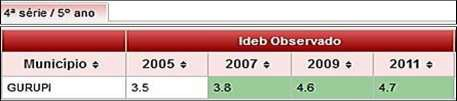 4ª série / 5º ano
Ideb Observado
Município 2005 2007 2009 2011
GURUPI 3.5 3.8 4.6 4.7